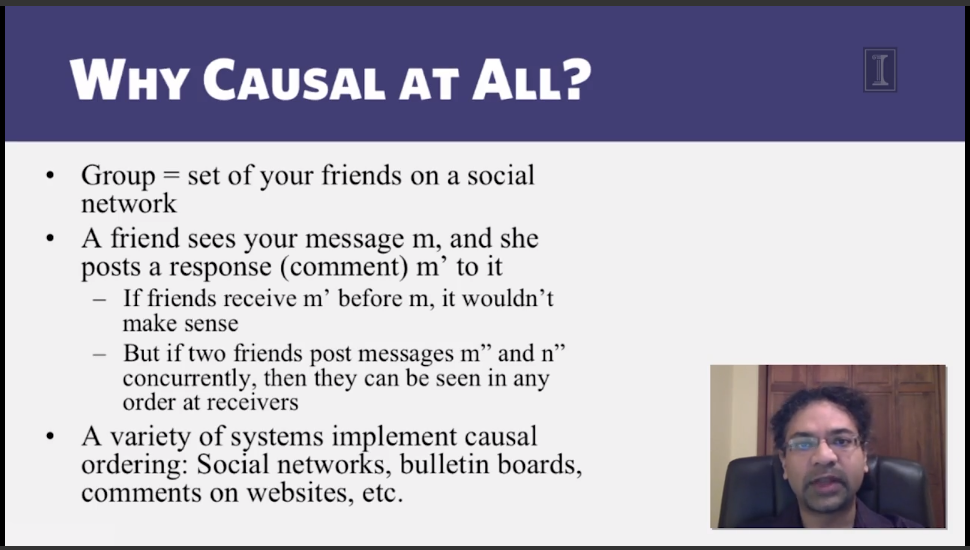 WHY CAUSAL AT ALL?
I
• Group = set of your friends on a social
network
• A friend sees your message m, and she
posts a response (comment) m’ to it
– If friends receive m’ before m, it wouldn’t
make sense
– But if two friends post messages m” and n”
concurrently, then they can be seen in any
order at receivers
• A variety of systems implement causal
ordering: Social networks, bulletin boards,
comments on websites, etc.